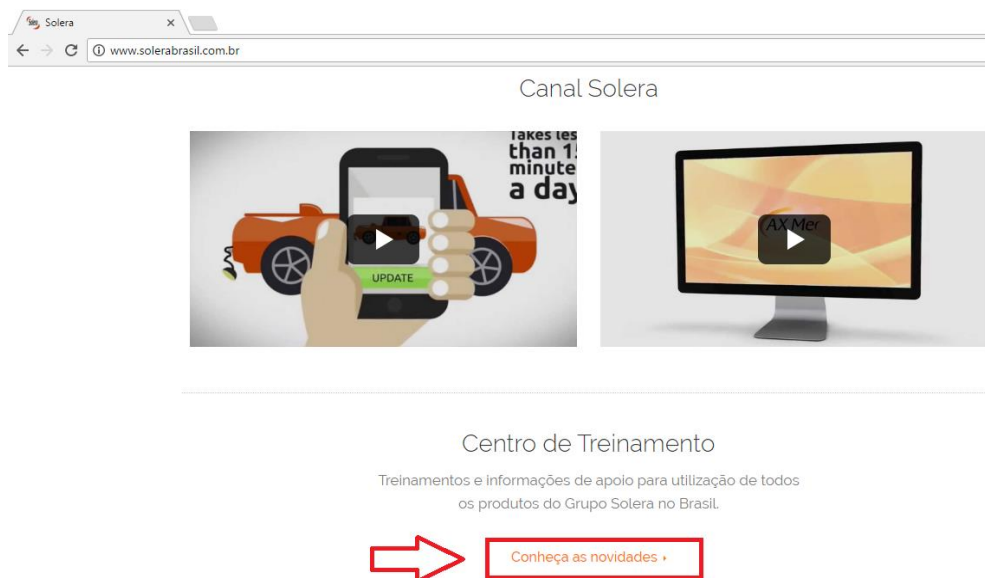 Solera
www.solerabrasil.com.br
Canal Solera
Takes les
than 1
minute
a day
UPDATE
AX Mer
Centro de Treinamento
Treinamentos e informações de apoio para utilização de todos
os produtos do Grupo Solera no Brasil.
Conheça as novidades